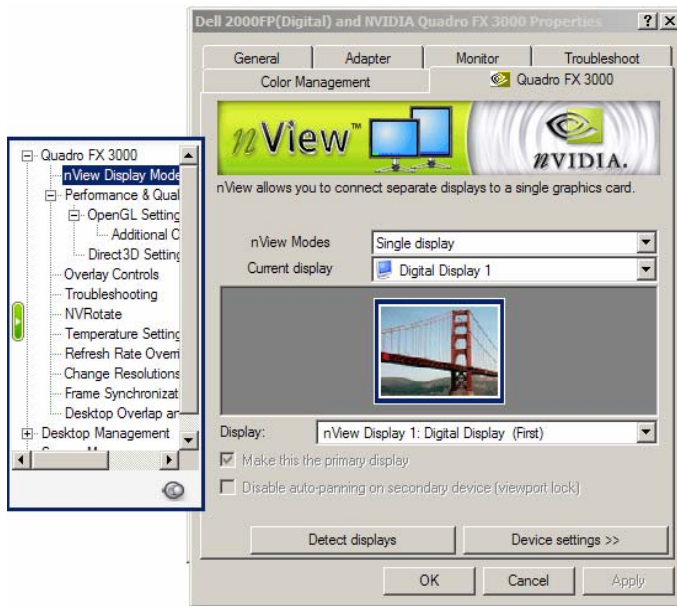 Dell 2000FP(Digital) and NVIDIA Quadro FX 3000 Properties
General Adapter Monitor Troubleshoot
Color Management Quadro FX 3000
nView™
NVIDIA.
nView allows you to connect separate displays to a single graphics card.
nView Modes Single display
Current display Digital Display 1
Display: nView Display 1: Digital Display (First)
Make this the primary display
Disable auto-panning on secondary device (viewport lock)
Detect displays Device settings >>
OK Cancel Apply
Quadro FX 3000
nView Display Mode
Performance & Qual
OpenGL Setting
Additional O
Direct3D Setting
Overlay Controls
Troubleshooting
NVRotate
Temperature Setting
Refresh Rate Overri
Change Resolutions
Frame Synchronizat
Desktop Overlap an
Desktop Management